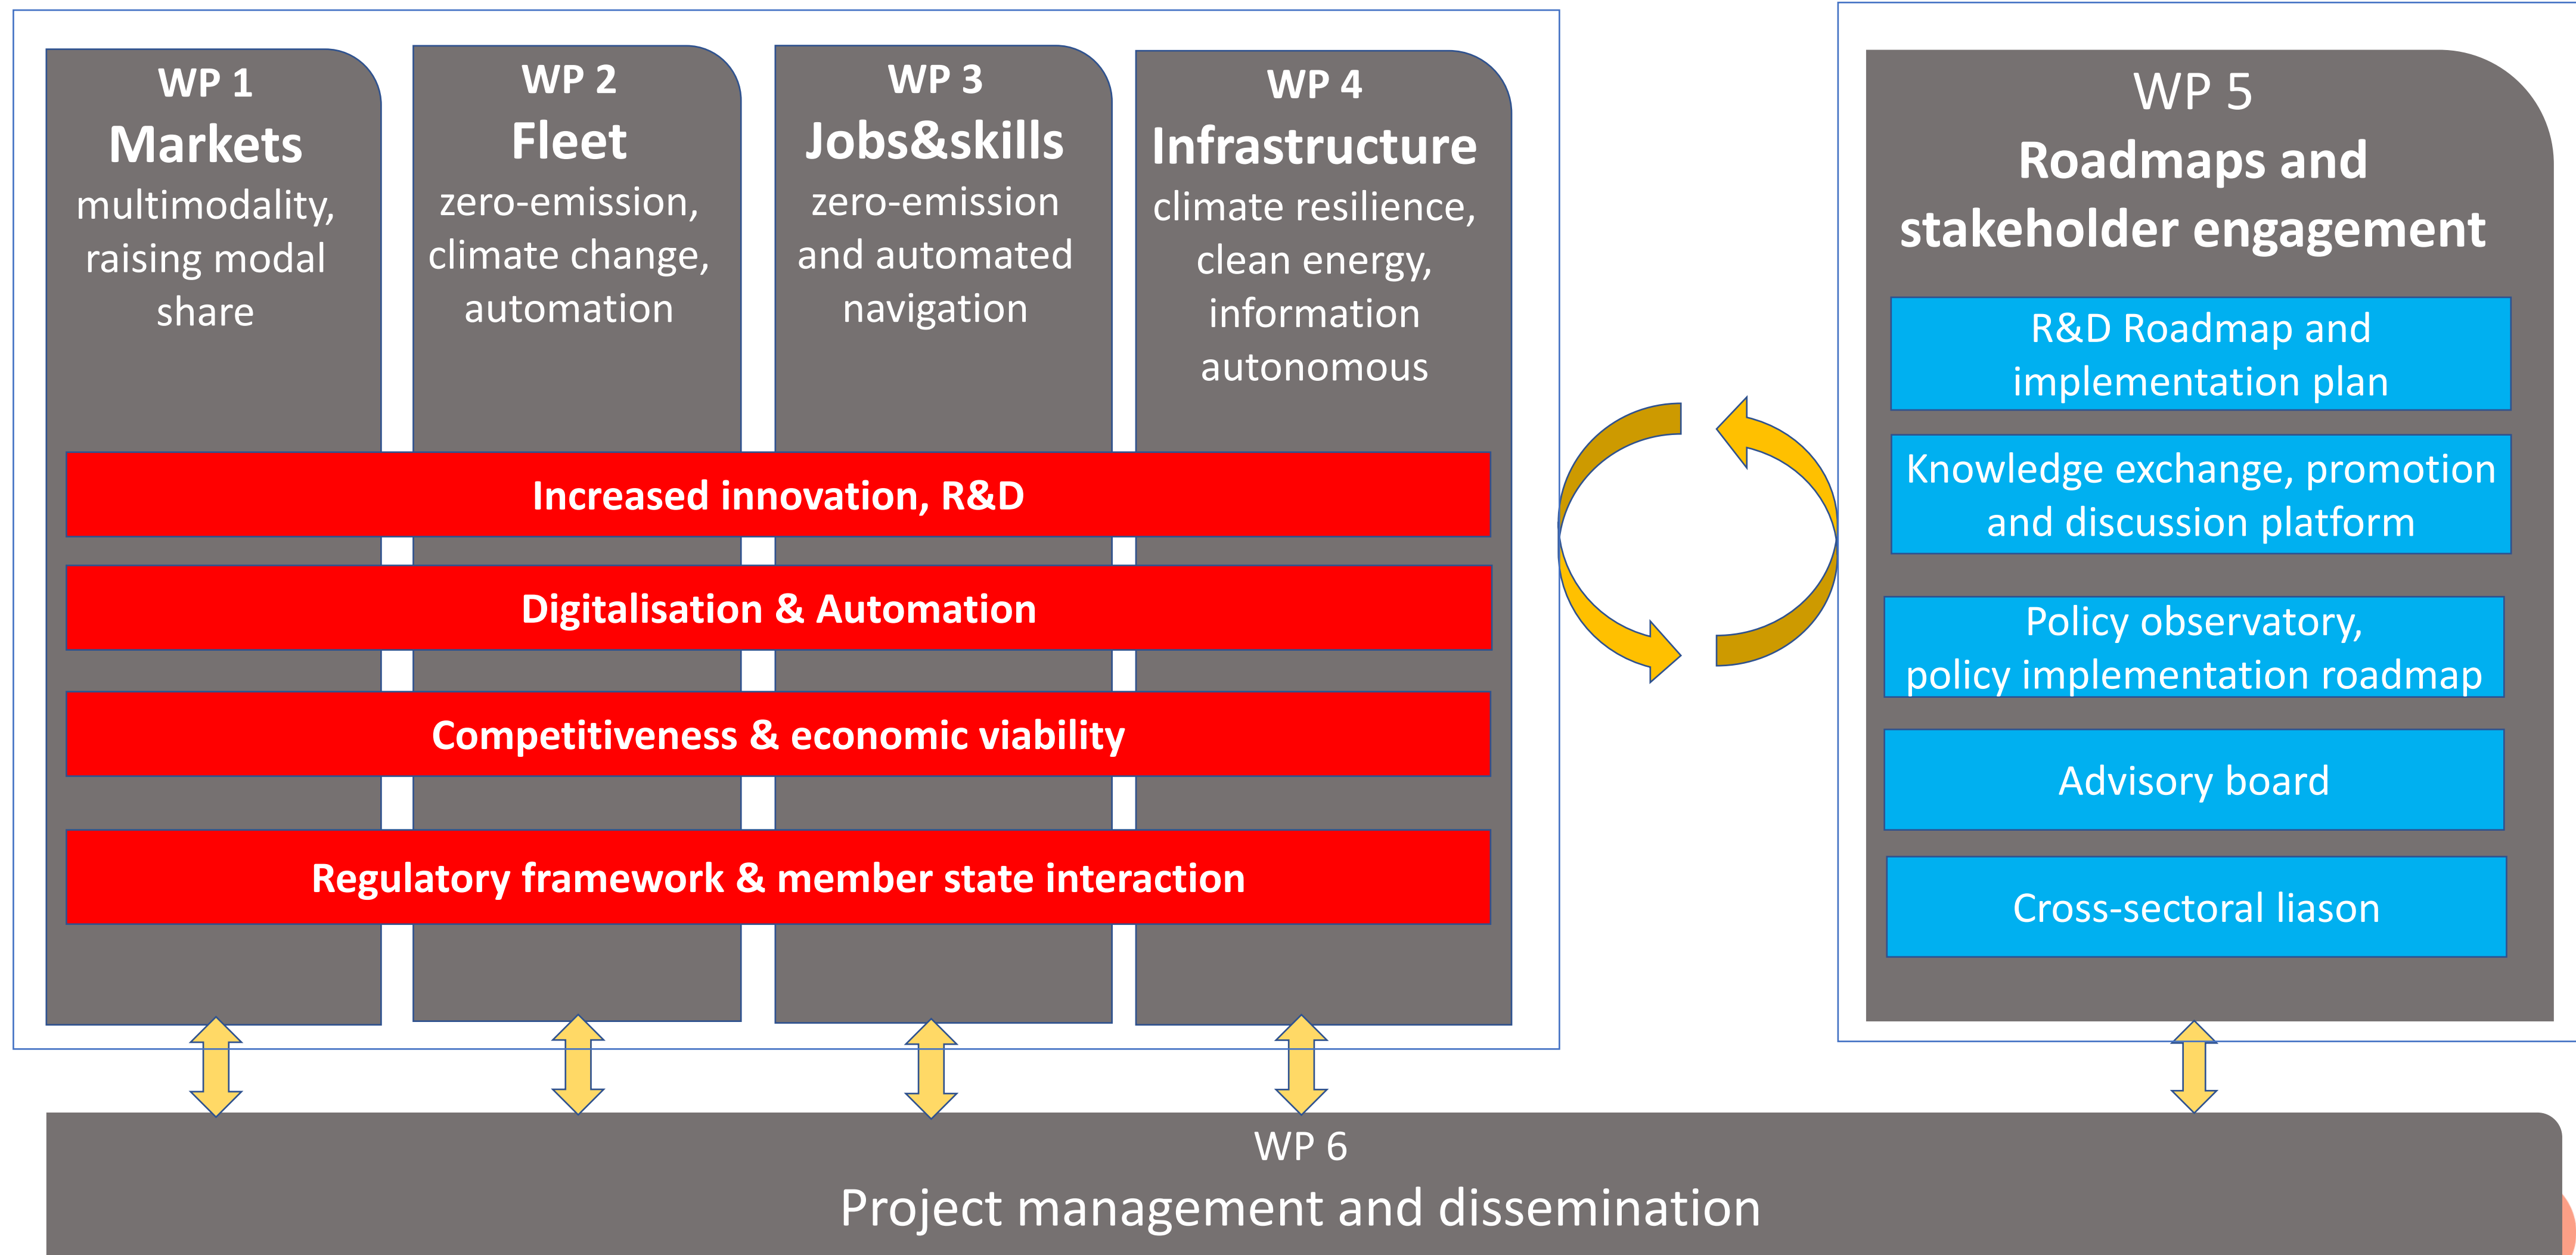 WP 1
Markets
multimodality,
raising modal
share
WP 2
Fleet
zero-emission,
climate change,
automation
WP 3
Jobs&skills
zero-emission
and automated
navigation
WP 4
Infrastructure
climate resilience,
clean energy,
information
autonomous
Increased innovation, R&D
Digitalisation & Automation
Competitiveness & economic viability
Regulatory framework & member state interaction
WP 5
Roadmaps and
stakeholder engagement
R&D Roadmap and
implementation plan
Knowledge exchange, promotion
and discussion platform
Policy observatory,
policy implementation roadmap
Advisory board
Cross-sectoral liason
WP 6
Project management and dissemination